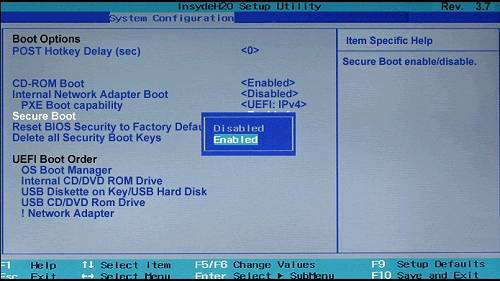 InsydeH2O Setup Utility Rev. 3.7
System Configuration
Boot Options
POST Hotkey Delay (sec) <0>
CD-ROM Boot <Enabled>
Internal Network Adapter Boot <Disabled>
PXE Boot capability <UEFI: IPv4>
Secure Boot
Reset BIOS Security to Factory Defau
Delete all Security Boot Keys
Disabled
Enabled
UEFI Boot Order
OS Boot Manager
Internal CD/DVD ROM Drive
USB Diskette on Key/USB Hard Disk
USB CD/DVD Rom Drive
! Network Adapter
Item Specific Help
Secure Boot enable/disable.
F1 Help ↑↓ Select Item F5/F6 Change Values F9 Setup Defaults
Esc Exit ←→ Select Menu Enter Select ▶ SubMenu F10 Save and Exit